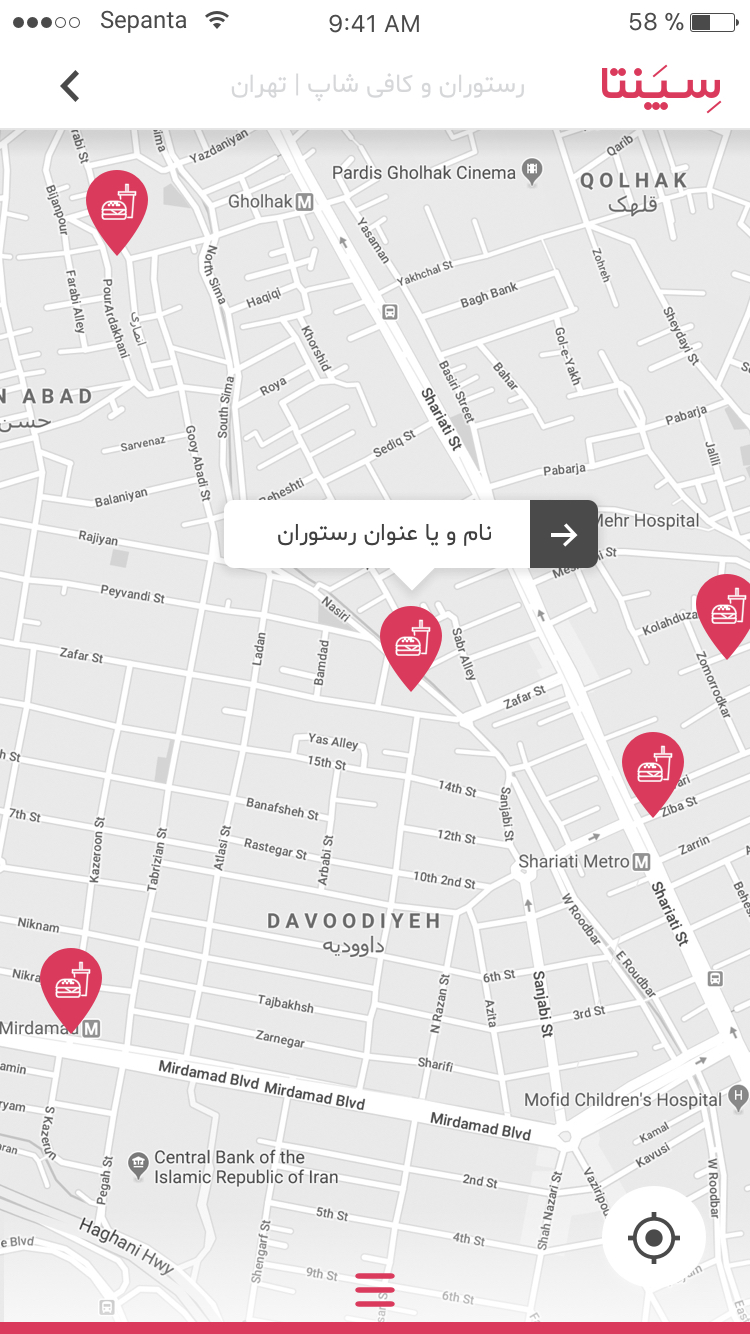 Sepanta
9:41 AM
58 %
رستوران و کافی شاپ | تهران
سپنتا
Yazdaniyan
Qarib
Pardis Gholhak Cinema
QOLHAK
قلهک
Gholhak M
Bijanpour
Yasaman
North Sima
Zohreh
Yakhchal St
Farabi Alley
PourArdakhani
انصاری
Haqiqi
Bagh Bank
Khorshid
Gol-e-Yakh
Sheydayi St
Bahar
Basiri Street
Roya
South Sima
N ABAD
حسن
Shariati St
Pabarja
Sarvenaz
Gooy Abadi St
Sediq St
Jalili
Pabarja
Balaniyan
Beheshti
Mehr Hospital
نام و یا عنوان رستوران
Rajiyan
Peyvandi St
Nasiri
Kolahduza
Ladan
Bamdad
Sabr Alley
Zafar St
Zomorrodkar
Zafar St
Yas Alley
15th St
h St
14th St
Ziba St
Banafsheh St
7th St
Sanjabi St
12th St
Kazeroon St
Tabrizian St
Atlasi St
Rastegar St
Arbabi St
Zarrin
Shariati Metro M
10th 2nd St
DAVOODIYEH
داوودیه
Shariati St
W Roodbar
Niknam
E Roudbar
Nikra
6th St
Sanjabi St
N Razan St
Azita
Tajbakhsh
3rd St
Mirdamad M
Zarnegar
Sharifi
Mirdamad Blvd Mirdamad Blvd
Mofid Children's Hospital H
Mirdamad Blvd
S Kazerun
Kamal
Kavusi
Central Bank of the
Islamic Republic of Iran
Pegah St
2nd St
W Roodbar
Vaziripou
Shah Nazari St
5th St
Haghani Hwy
4th St
e Blvd
Shengarf St
9th St
6th St